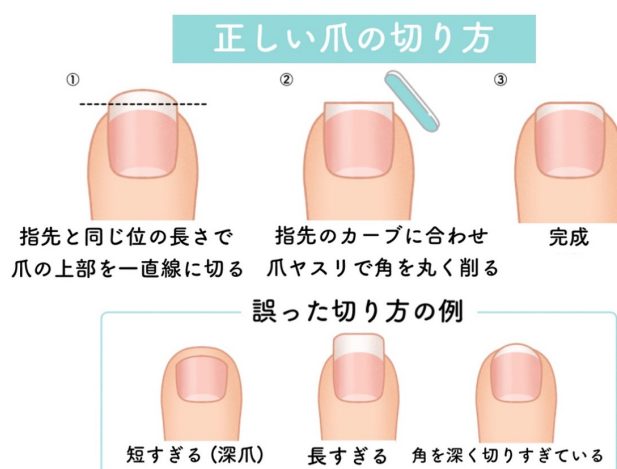 正しい爪の切り方
①
②
③
指先と同じ位の長さで
爪の上部を一直線に切る
指先のカーブに合わせ
爪ヤスリで角を丸く削る
完成
誤った切り方の例
短すぎる(深爪)
長すぎる
角を深く切りすぎている